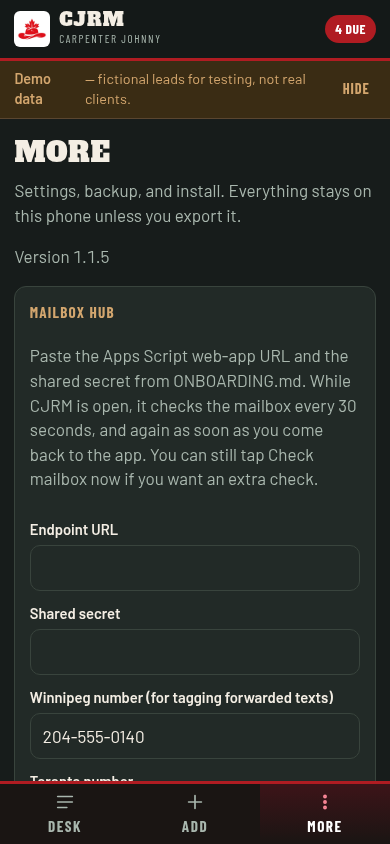 CJRM
CARPENTER JOHNNY
4 DUE
Demo data
— fictional leads for testing, not real clients.
HIDE
MORE
Settings, backup, and install. Everything stays on
this phone unless you export it.
Version 1.1.5
MAILBOX HUB
Paste the Apps Script web-app URL and the
shared secret from ONBOARDING.md. While
CJRM is open, it checks the mailbox every 30
seconds, and again as soon as you come
back to the app. You can still tap Check
mailbox now if you want an extra check.
Endpoint URL
Shared secret
Winnipeg number (for tagging forwarded texts)
204-555-0140
Toronto number
DESK
ADD
MORE